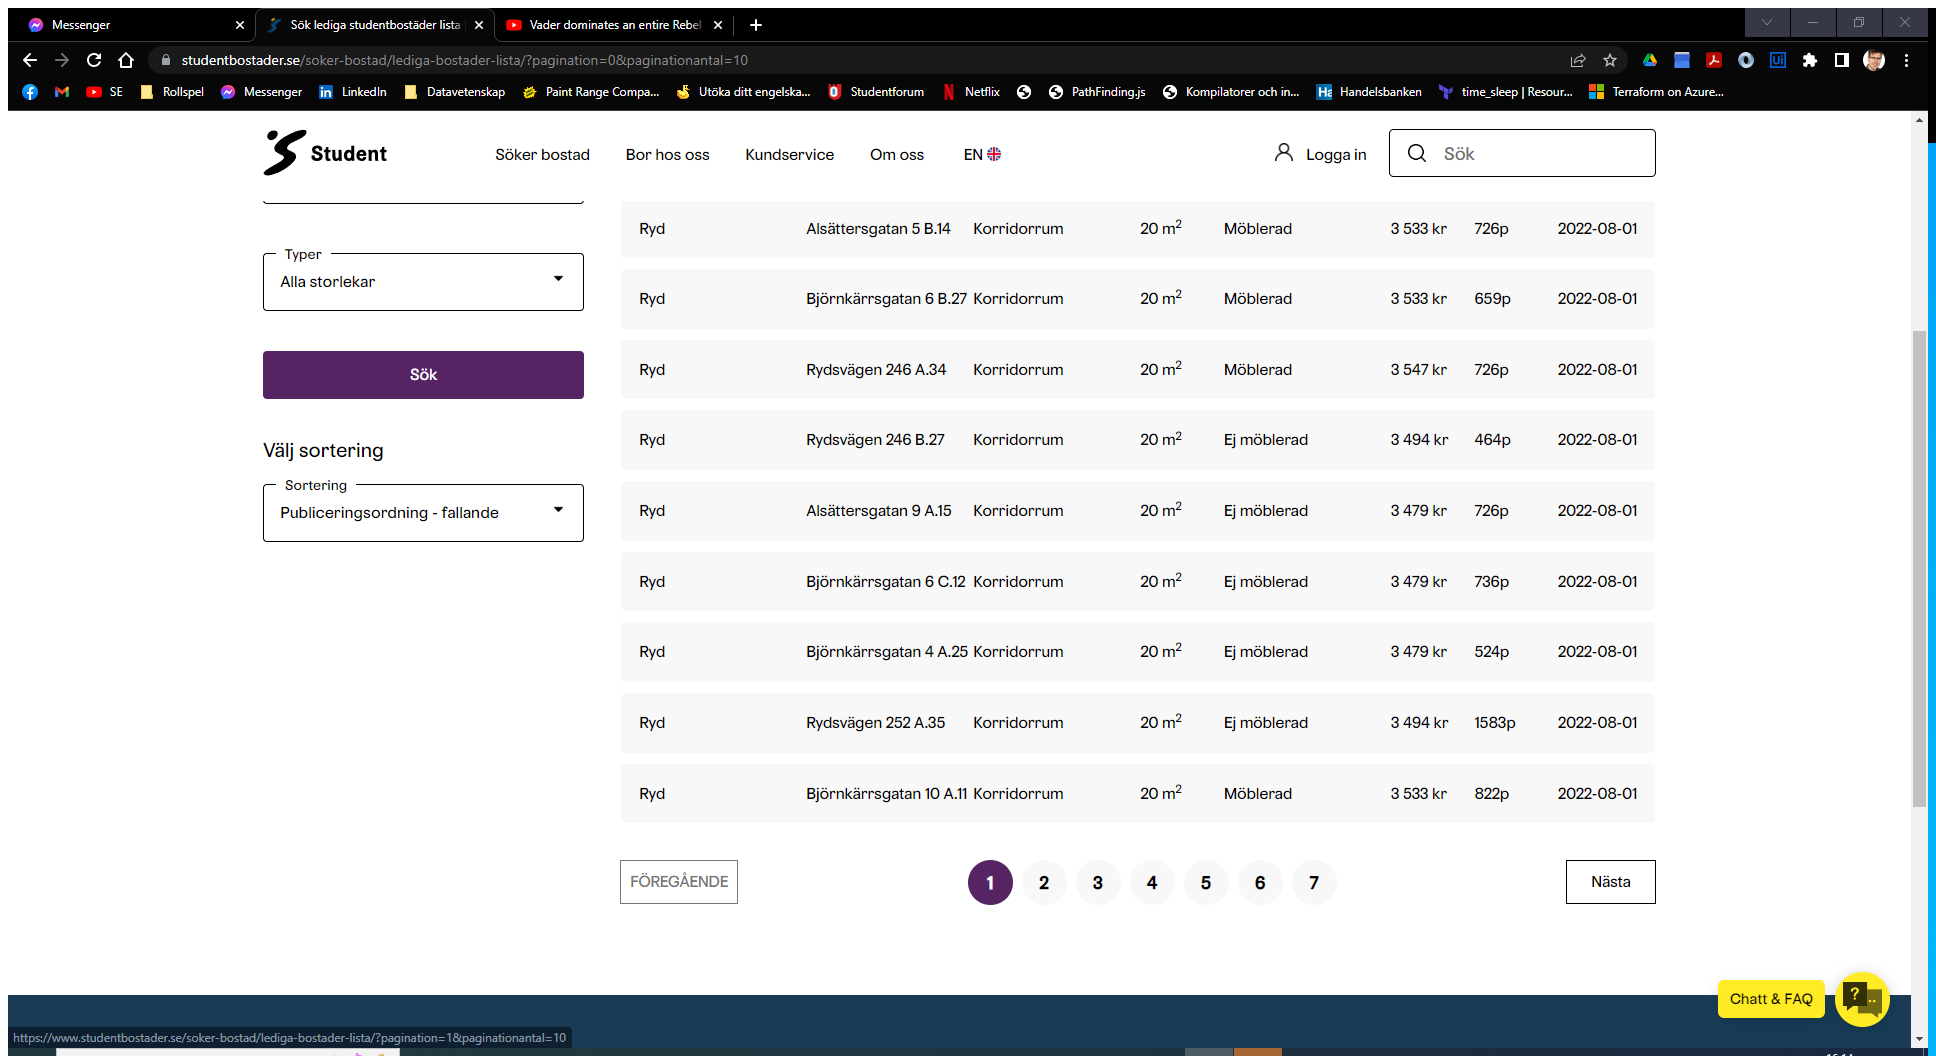 Messenger
Sök lediga studentbostäder lista
Vader dominates an entire Rebel
studentbostader.se/soker-bostad/lediga-bostader-lista/?pagination=0&paginationantal=10
SE Rollspel Messenger LinkedIn Datavetenskap Paint Range Compa... Utöka ditt engelska... Studentforum Netflix PathFinding.js Kompilatorer och in... Handelsbanken time_sleep | Resour... Terraform on Azure...
Student Söker bostad Bor hos oss Kundservice Om oss EN Logga in Sök
Typer
Alla storlekar
Sök
Välj sortering
Sortering
Publiceringsordning - fallande
Ryd Alsättersgatan 5 B.14 Korridorrum 20 m² Möblerad 3 533 kr 726p 2022-08-01
Ryd Björnkärrsgatan 6 B.27 Korridorrum 20 m² Möblerad 3 533 kr 659p 2022-08-01
Ryd Rydsvägen 246 A.34 Korridorrum 20 m² Möblerad 3 547 kr 726p 2022-08-01
Ryd Rydsvägen 246 B.27 Korridorrum 20 m² Ej möblerad 3 494 kr 464p 2022-08-01
Ryd Alsättersgatan 9 A.15 Korridorrum 20 m² Ej möblerad 3 479 kr 726p 2022-08-01
Ryd Björnkärrsgatan 6 C.12 Korridorrum 20 m² Ej möblerad 3 479 kr 736p 2022-08-01
Ryd Björnkärrsgatan 4 A.25 Korridorrum 20 m² Ej möblerad 3 479 kr 524p 2022-08-01
Ryd Rydsvägen 252 A.35 Korridorrum 20 m² Ej möblerad 3 494 kr 1583p 2022-08-01
Ryd Björnkärrsgatan 10 A.11 Korridorrum 20 m² Möblerad 3 533 kr 822p 2022-08-01
FÖREGÅENDE 1 2 3 4 5 6 7 Nästa
Chatt & FAQ
https://www.studentbostader.se/soker-bostad/lediga-bostader-lista/?pagination=1&paginationantal=10